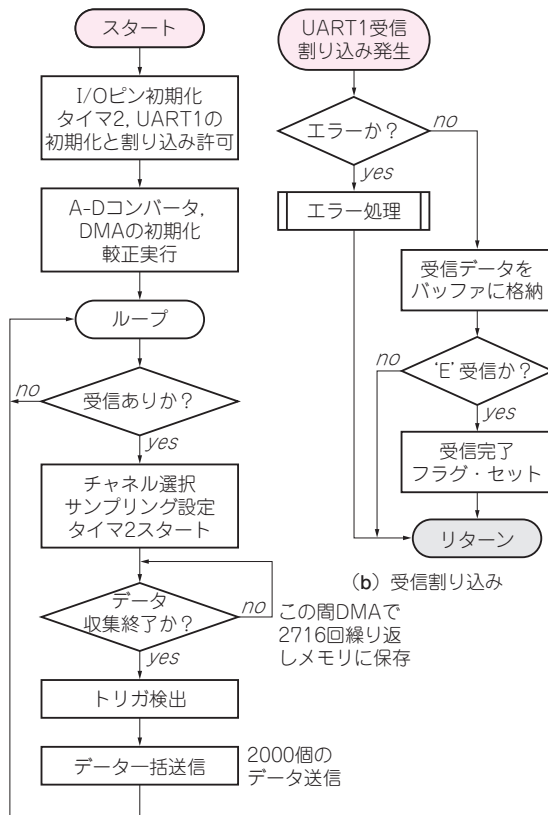 スタート
I/Oピン初期化
タイマ2, UART1の
初期化と割り込み許可
A-Dコンバータ,
DMAの初期化
較正実行
ループ
受信ありか？
no
yes
チャネル選択
サンプリング設定
タイマ2スタート
データ
収集終了か？
no
yes
この間DMAで
2716回繰り返
しメモリに保存
トリガ検出
データ一括送信
2000個の
データ送信
UART1受信
割り込み発生
エラーか？
no
yes
エラー処理
受信データを
バッファに格納
'E' 受信か？
no
yes
受信完了
フラグ・セット
リターン
(b) 受信割り込み